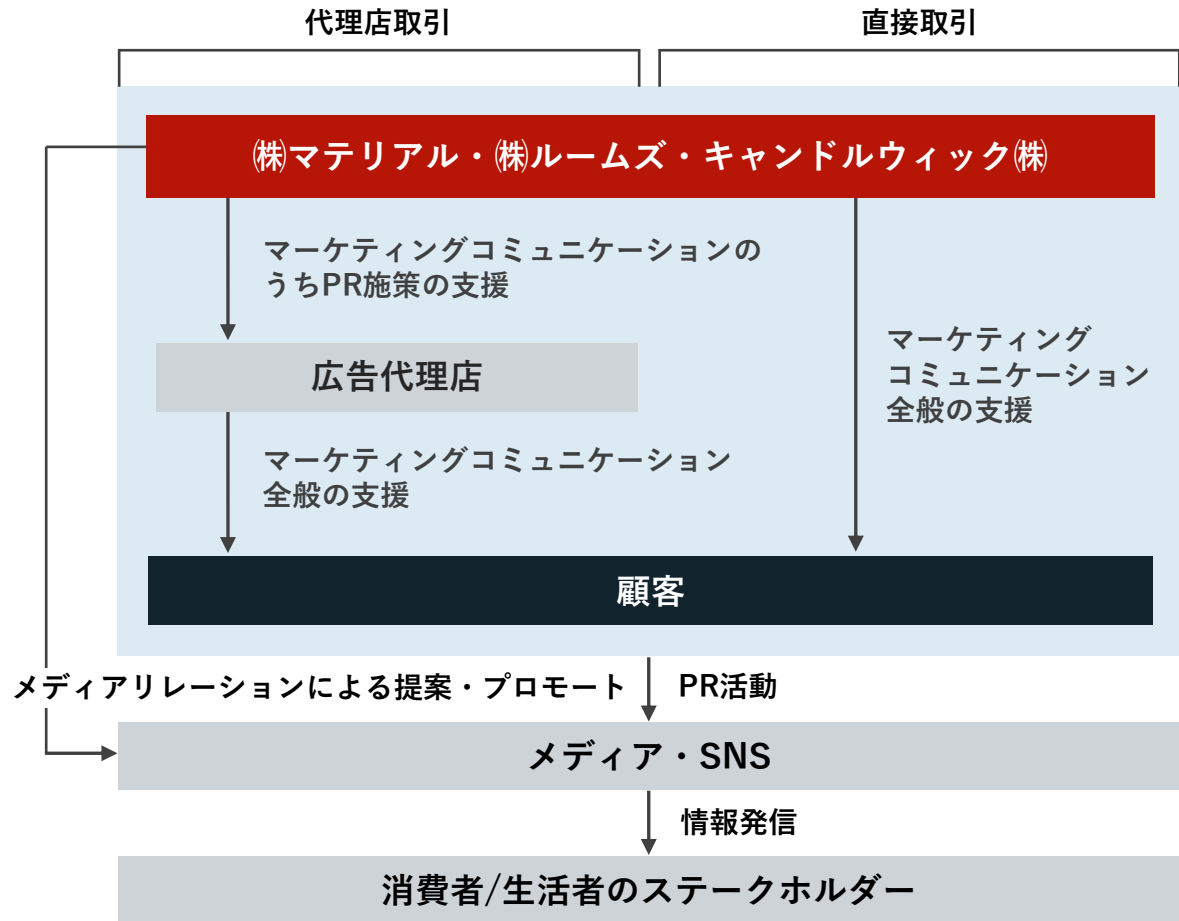 代理店取引
直接取引
㈱マテリアル・㈱ルームズ・キャンドルウィック㈱
マーケティングコミュニケーションの
うちPR施策の支援
広告代理店
マーケティングコミュニケーション
全般の支援
マーケティング
コミュニケーション
全般の支援
顧客
メディアリレーションによる提案・プロモート
PR活動
メディア・SNS
情報発信
消費者/生活者のステークホルダー